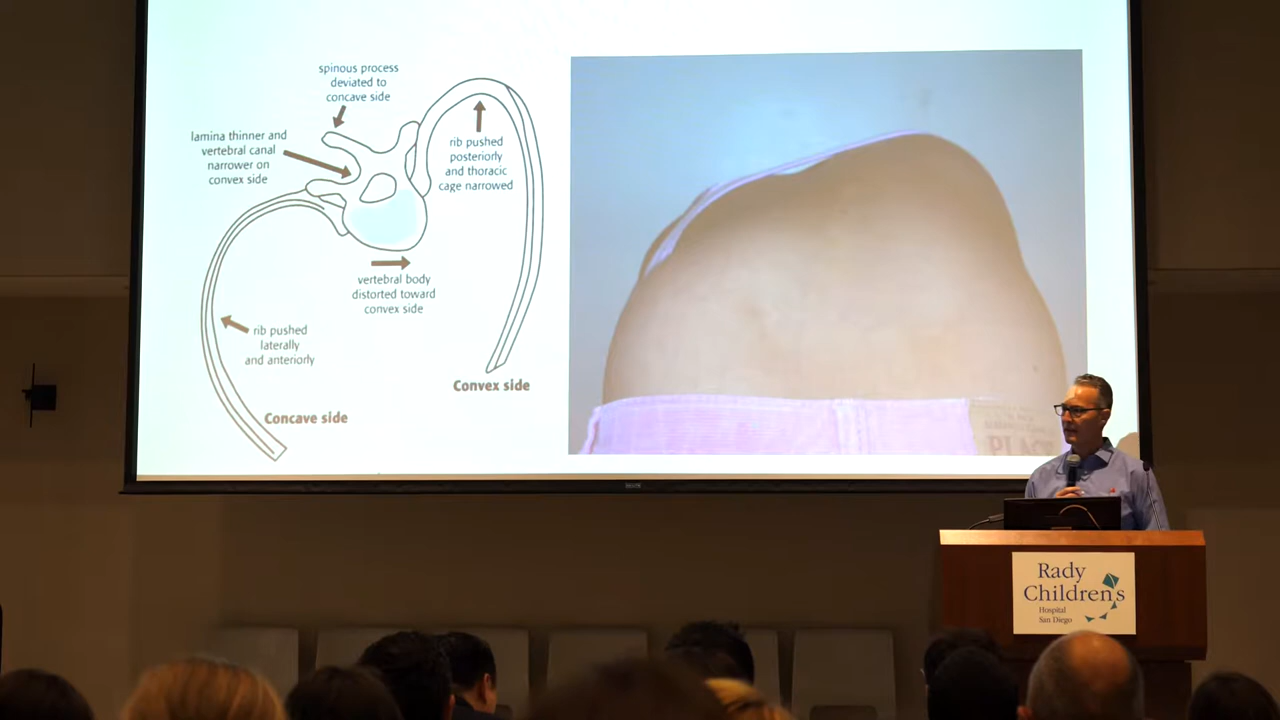 spinous process
deviated to
concave side
lamina thinner and
vertebral canal
narrower on
convex side
rib pushed
posteriorly
and thoracic
cage narrowed
vertebral body
distorted toward
convex side
rib pushed
laterally
and anteriorly
Convex side
Concave side
Rady
Children's
Hospital
San Diego